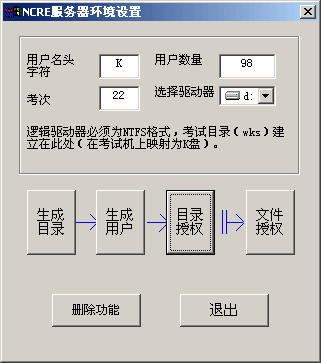 NCRE服务器环境设置
用户名头
字符
K
用户数量
98
考次
22
选择驱动器
d:
逻辑驱动器必须为NTFS格式，考试目录（wks）建
立在此处（在考试机上映射为K盘）。
生成
目录
生成
用户
目录
授权
文件
授权
删除功能
退出